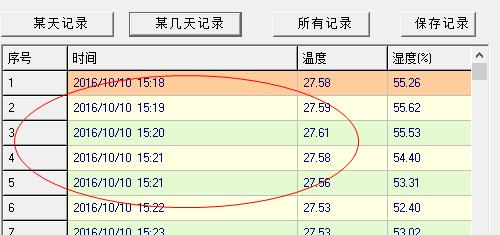 某天记录 某几天记录 所有记录 保存记录
序号 时间 温度 湿度(%)
1 2016/10/10 15:18 27.58 55.26
2 2016/10/10 15:19 27.59 55.62
3 2016/10/10 15:20 27.61 55.53
4 2016/10/10 15:21 27.58 54.40
5 2016/10/10 15:21 27.56 53.31
6 2016/10/10 15:22 27.53 52.40
7 2016/10/10 15:23 27.53 53.02